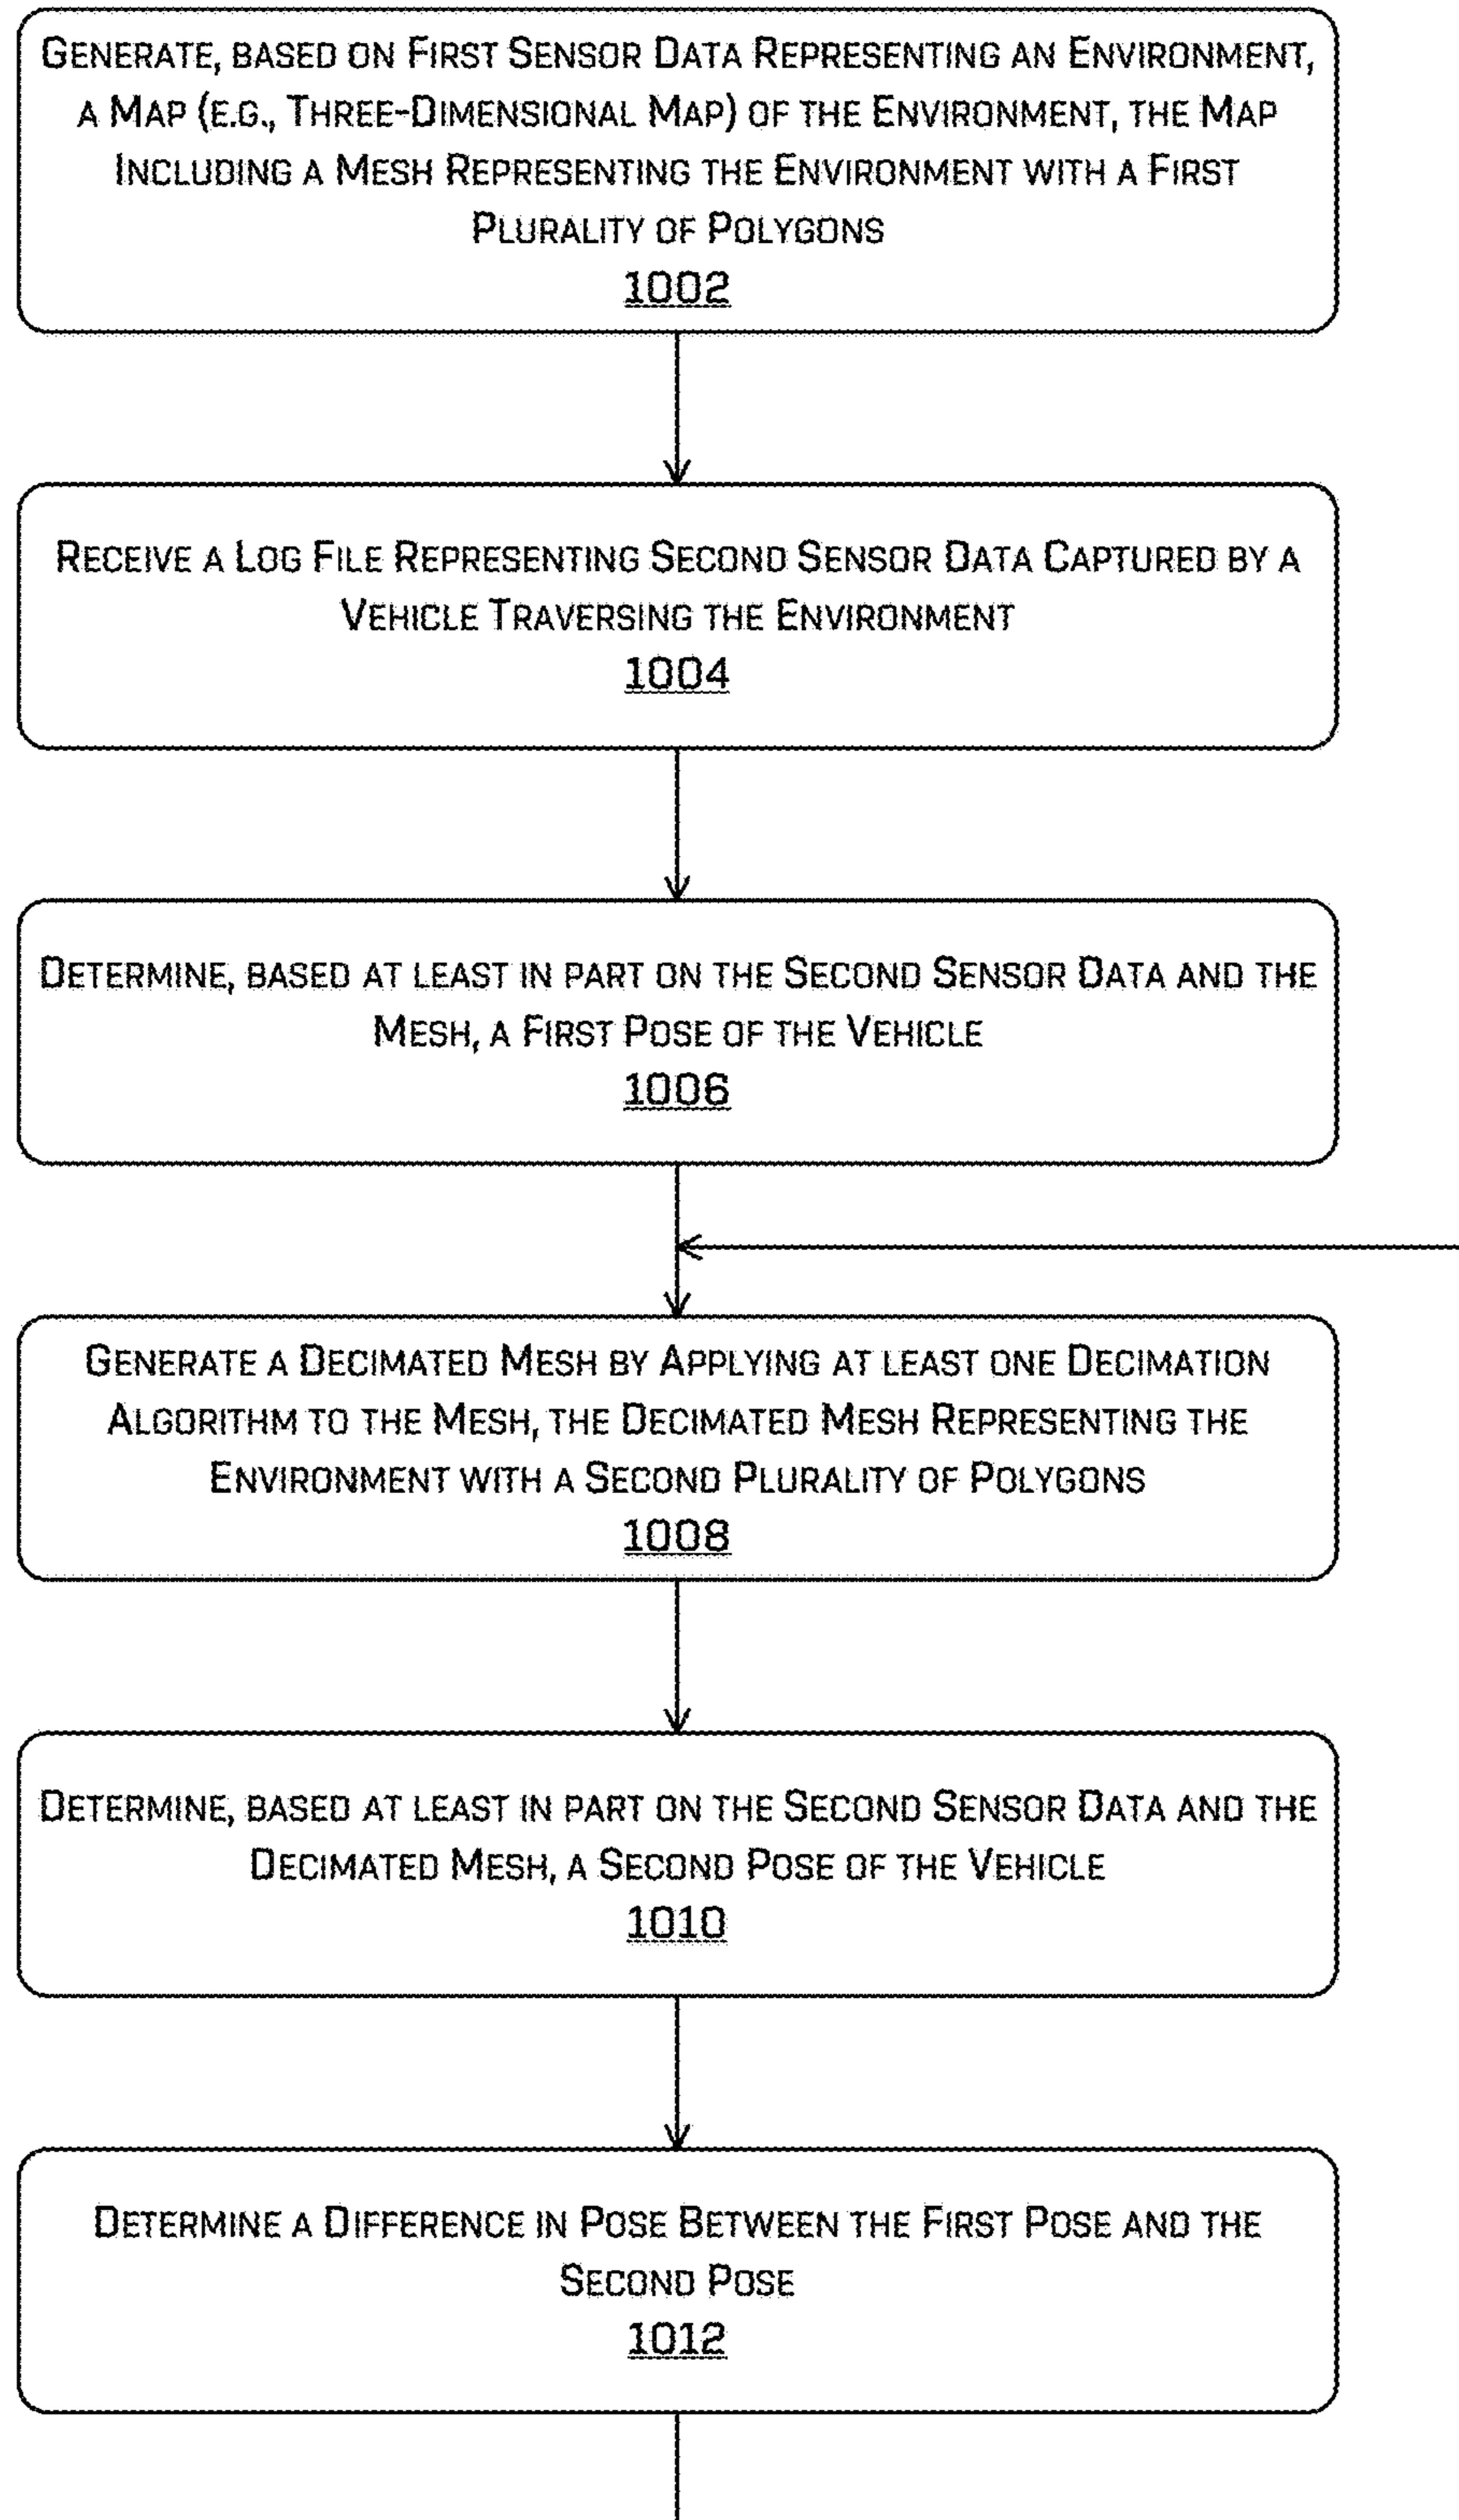 Generate, based on First Sensor Data Representing an Environment,
a Map (e.g., Three-Dimensional Map) of the Environment, the Map
Including a Mesh Representing the Environment with a First
Plurality of Polygons
1002
Receive a Log File Representing Second Sensor Data Captured by a
Vehicle Traversing the Environment
1004
Determine, based at least in part on the Second Sensor Data and the
Mesh, a First Pose of the Vehicle
1006
Generate a Decimated Mesh by Applying at least one Decimation
Algorithm to the Mesh, the Decimated Mesh Representing the
Environment with a Second Plurality of Polygons
1008
Determine, based at least in part on the Second Sensor Data and the
Decimated Mesh, a Second Pose of the Vehicle
1010
Determine a Difference in Pose Between the First Pose and the
Second Pose
1012